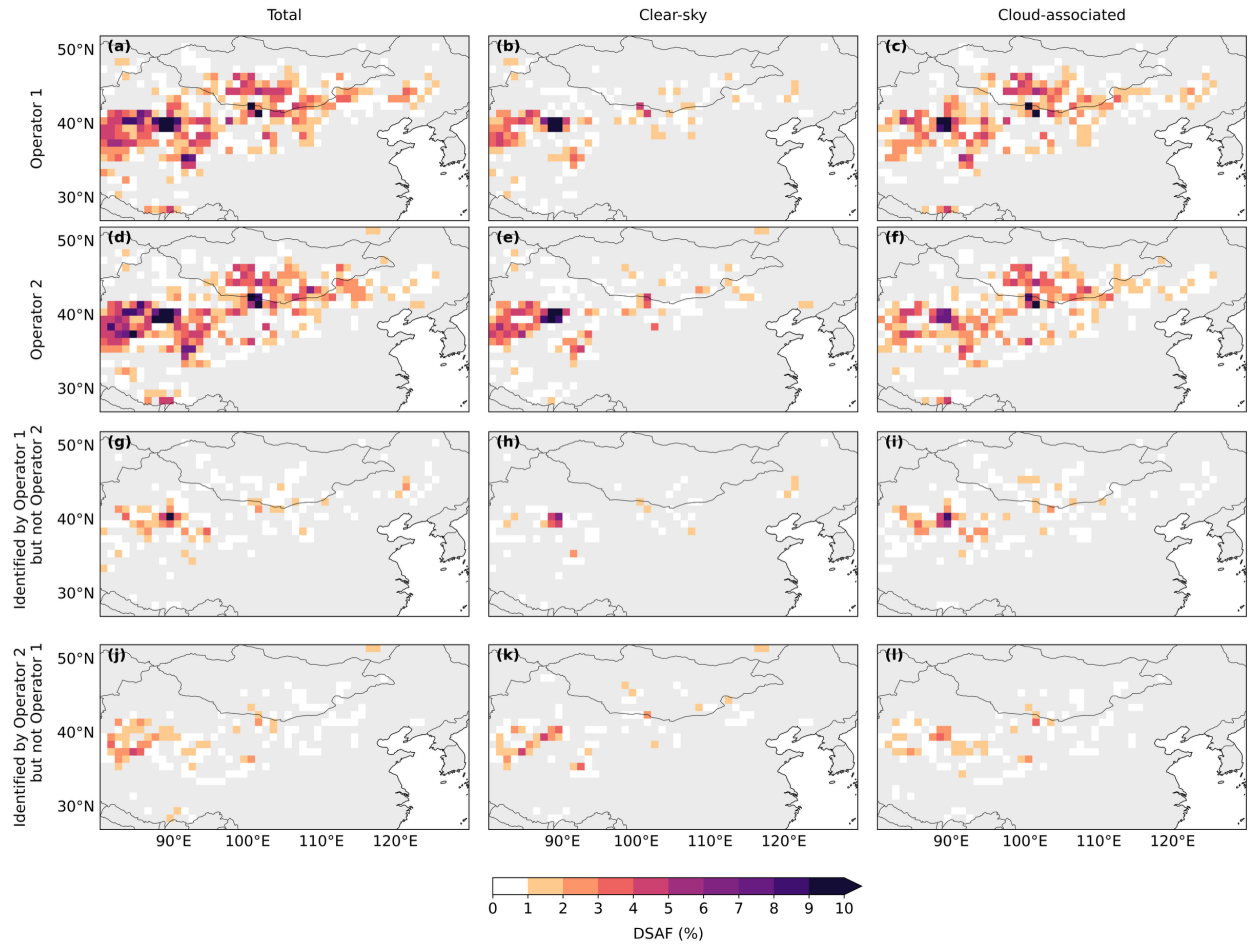 Total
Clear-sky
Cloud-associated
Operator 1
50°N
40°N
30°N
(a)
(b)
(c)
Operator 2
50°N
40°N
30°N
(d)
(e)
(f)
Identified by Operator 1
but not Operator 2
50°N
40°N
30°N
(g)
(h)
(i)
Identified by Operator 2
but not Operator 1
50°N
40°N
30°N
(j)
(k)
(l)
90°E 100°E 110°E 120°E
90°E 100°E 110°E 120°E
90°E 100°E 110°E 120°E
0 1 2 3 4 5 6 7 8 9 10
DSAF (%)